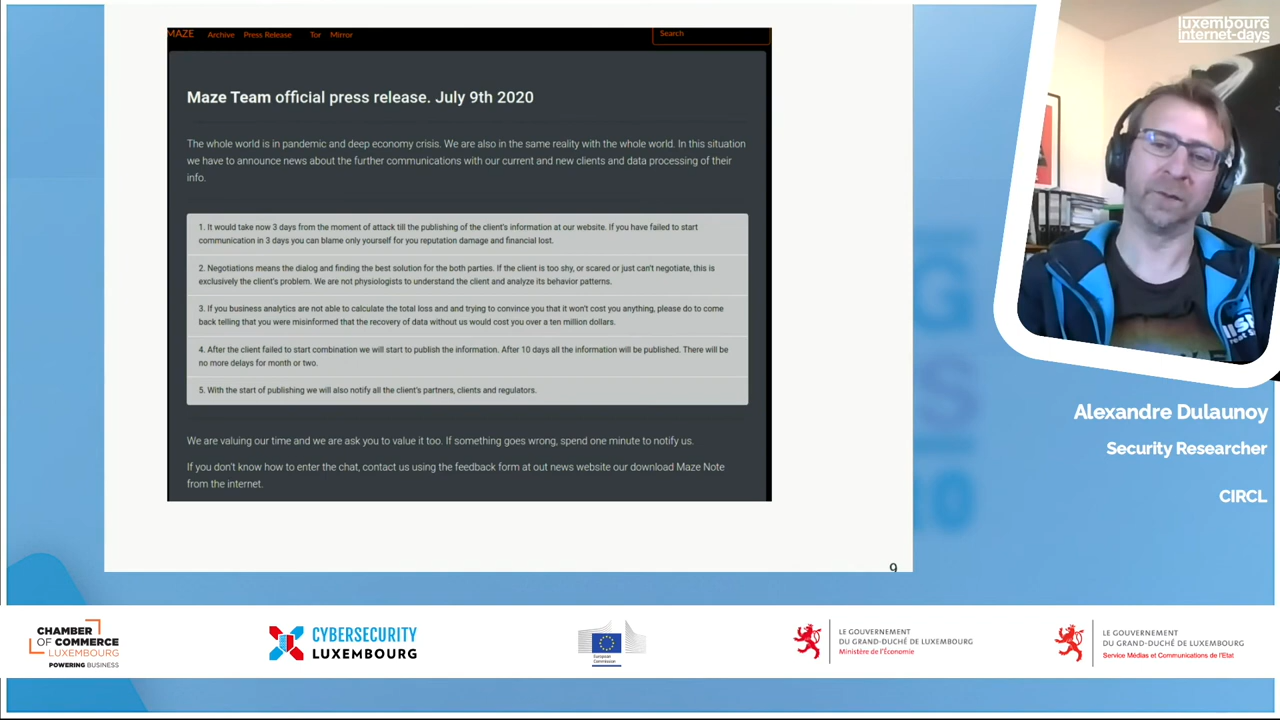 MAZE Archive Press Release Tor Mirror Search
Maze Team official press release. July 9th 2020
The whole world is in pandemic and deep economy crisis. We are also in the same reality with the whole world. In this situation
we have to announce news about the further communications with our current and new clients and data processing of their
info.
1. It would take now 3 days from the moment of attack till the publishing of the client's information at our website. If you have failed to start
communication in 3 days you can blame only yourself for you reputation damage and financial lost.
2. Negotiations means the dialog and finding the best solution for the both parties. If the client is too shy, or scared or just can't negotiate, this is
exclusively the client's problem. We are not physiologists to understand the client and analyze its behavior patterns.
3. If you business analytics are not able to calculate the total loss and and trying to convince you that it won't cost you anything, please do to come
back telling that you were misinformed that the recovery of data without us would cost you over a ten million dollars.
4. After the client failed to start combination we will start to publish the information. After 10 days all the information will be published. There will be
no more delays for month or two.
5. With the start of publishing we will also notify all the client's partners, clients and regulators.
We are valuing our time and we are ask you to value it too. If something goes wrong, spend one minute to notify us.
If you don't know how to enter the chat, contact us using the feedback form at out news website our download Maze Note
from the internet.
9
luxembourg
internet-days
Alexandre Dulaunoy
Security Researcher
CIRCL
CHAMBER
OF COMMERCE
LUXEMBOURG
POWERING BUSINESS
CYBERSECURITY
LUXEMBOURG
European
Commission
LE GOUVERNEMENT
DU GRAND-DUCHÉ DE LUXEMBOURG
Ministère de l'Économie
LE GOUVERNEMENT
DU GRAND-DUCHÉ DE LUXEMBOURG
Service Médias et Communications de l'Etat